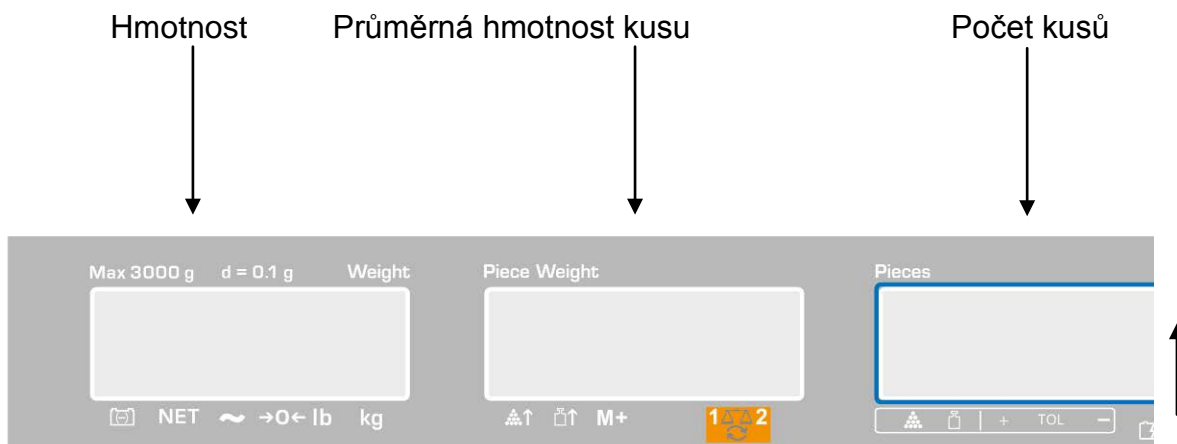 Hmotnost Průměrná hmotnost kusu Počet kusů
Max 3000 g d = 0.1 g Weight Piece Weight Pieces
NET ~ →0← lb kg M+ 1 2 + TOL −